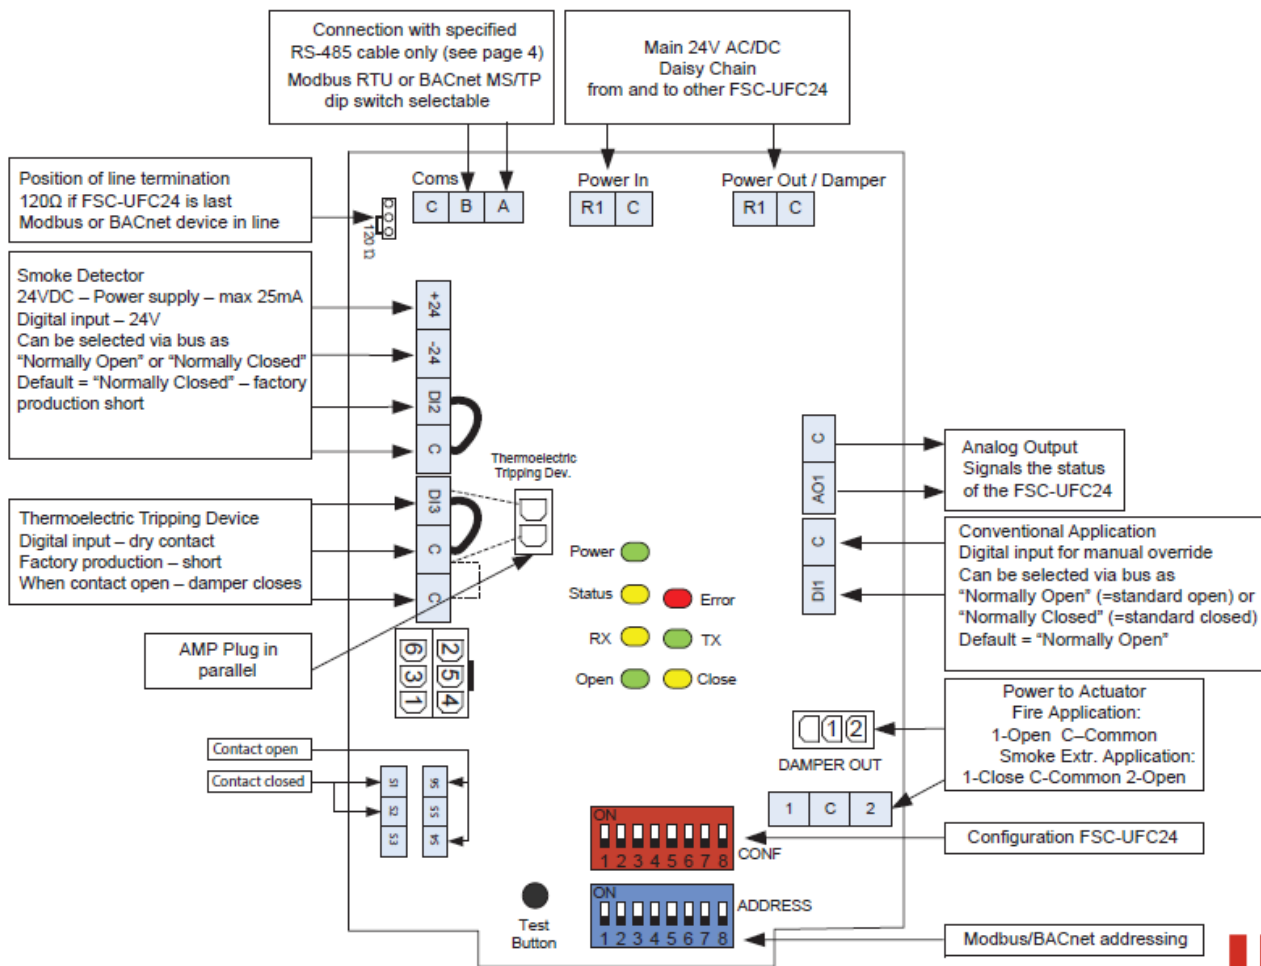 Connection with specified
RS-485 cable only (see page 4)
Modbus RTU or BACnet MS/TP
dip switch selectable
Main 24V AC/DC
Daisy Chain
from and to other FSC-UFC24
Position of line termination
120Ω if FSC-UFC24 is last
Modbus or BACnet device in line
Coms
C B A
Power In
R1 C
Power Out / Damper
R1 C
120 Ω
Smoke Detector
24VDC – Power supply – max 25mA
Digital input – 24V
Can be selected via bus as
“Normally Open” or “Normally Closed”
Default = “Normally Closed” – factory
production short
+24
-24
DI2
C
Thermoelectric
Tripping Dev.
DI3
C
C
Thermoelectric Tripping Device
Digital input – dry contact
Factory production – short
When contact open – damper closes
AMP Plug in
parallel
C
AO1
C
DI1
Analog Output
Signals the status
of the FSC-UFC24
Conventional Application
Digital input for manual override
Can be selected via bus as
“Normally Open” (=standard open) or
“Normally Closed” (=standard closed)
Default = “Normally Open”
Power
Status
Error
RX
TX
Open
Close
6 2
3 5
1 4
Contact open
Contact closed
S1 S6
S2 S5
S3 S4
1 2
DAMPER OUT
1 C 2
Power to Actuator
Fire Application:
1-Open C–Common
Smoke Extr. Application:
1-Close C-Common 2-Open
ON
1 2 3 4 5 6 7 8
CONF
Configuration FSC-UFC24
ON
1 2 3 4 5 6 7 8
ADDRESS
Modbus/BACnet addressing
Test
Button